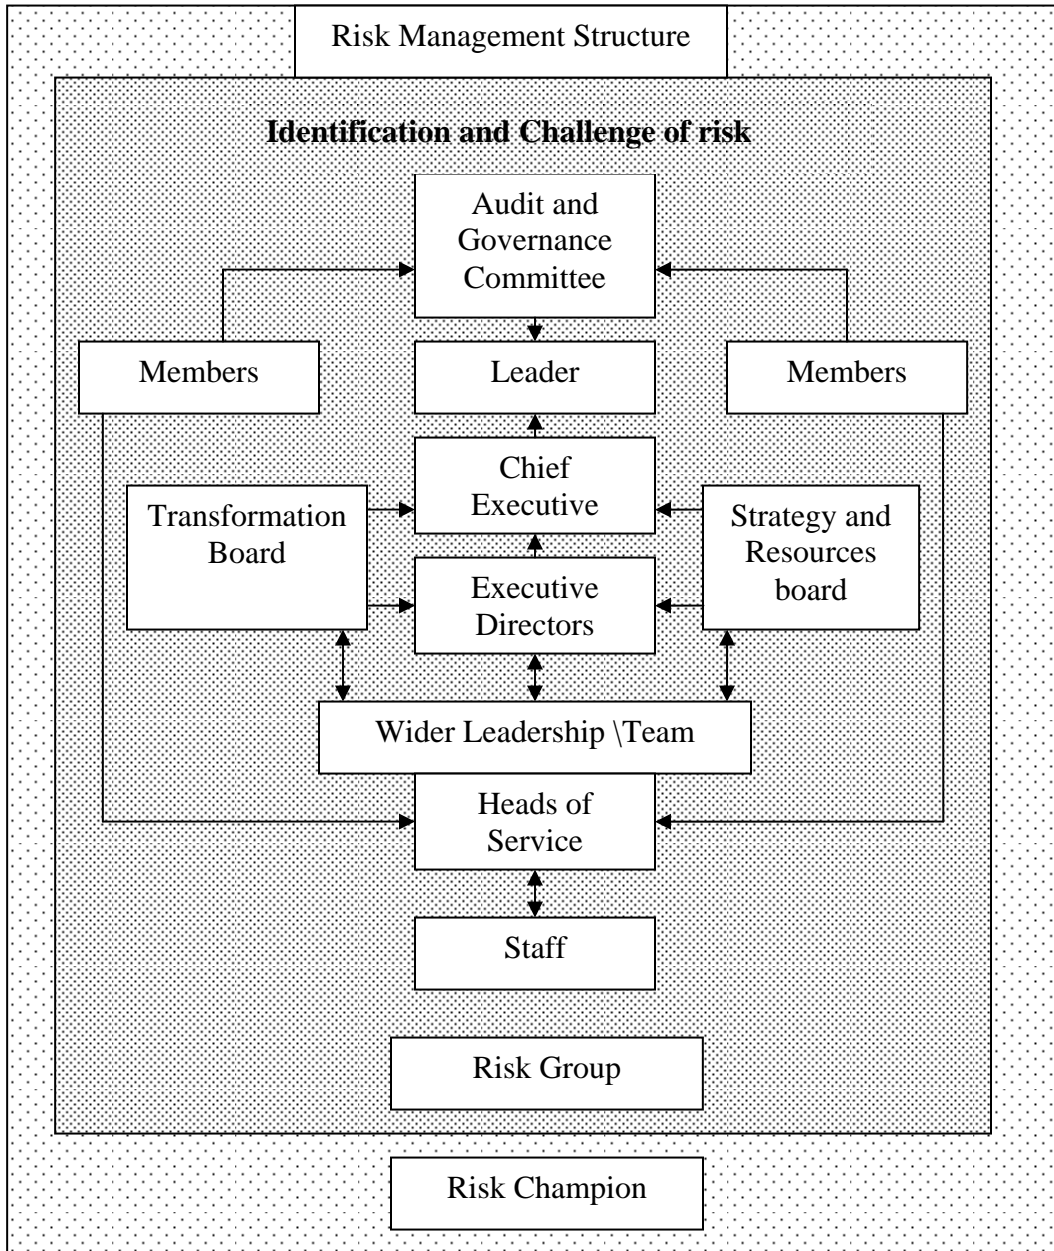 Risk Management Structure
Identification and Challenge of risk
Audit and
Governance
Committee
Members
Leader
Members
Chief
Executive
Transformation
Board
Strategy and
Resources
board
Executive
Directors
Wider Leadership \Team
Heads of
Service
Staff
Risk Group
Risk Champion